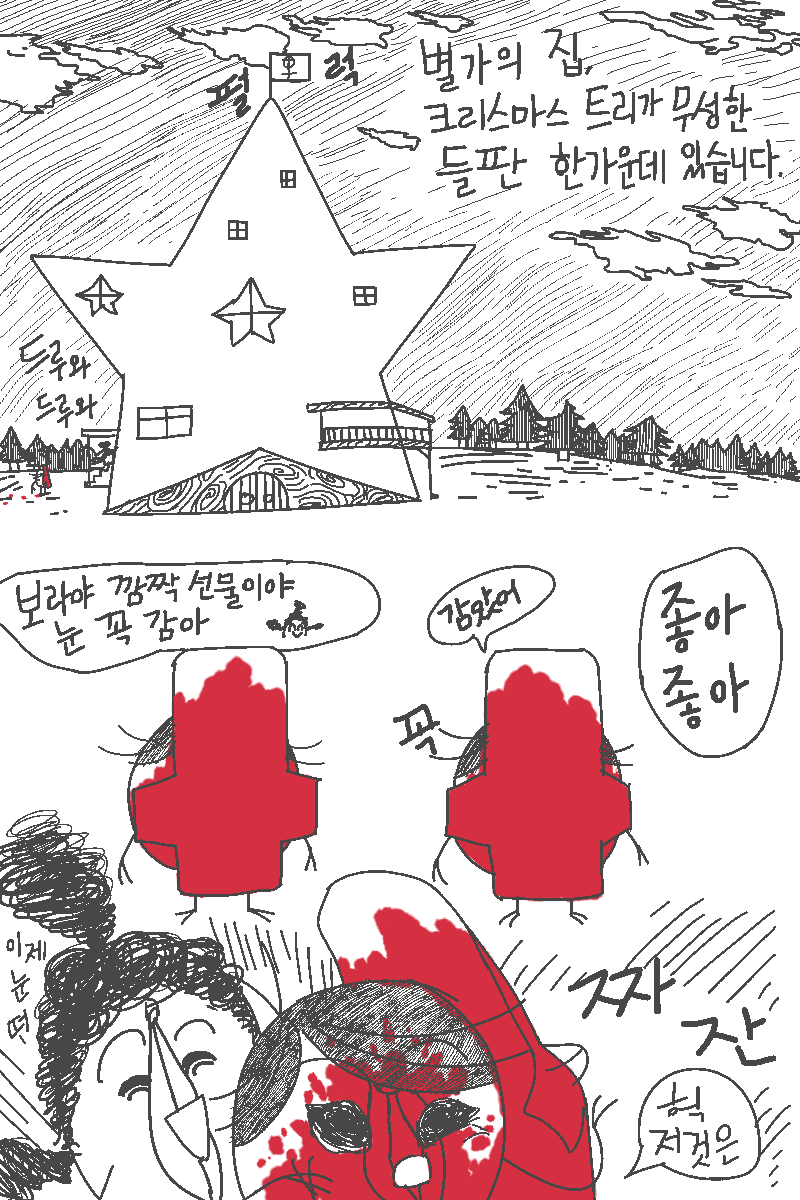 펄 럭
별가의 집,
크리스마스 트리가 무성한
들판 한가운데 있습니다.
드루와
드루와
보라야 깜짝 선물이야
눈 꼭 감아
감았어
좋아
좋아
꼭
이제
눈
떠
짜
잔
헉
저것은